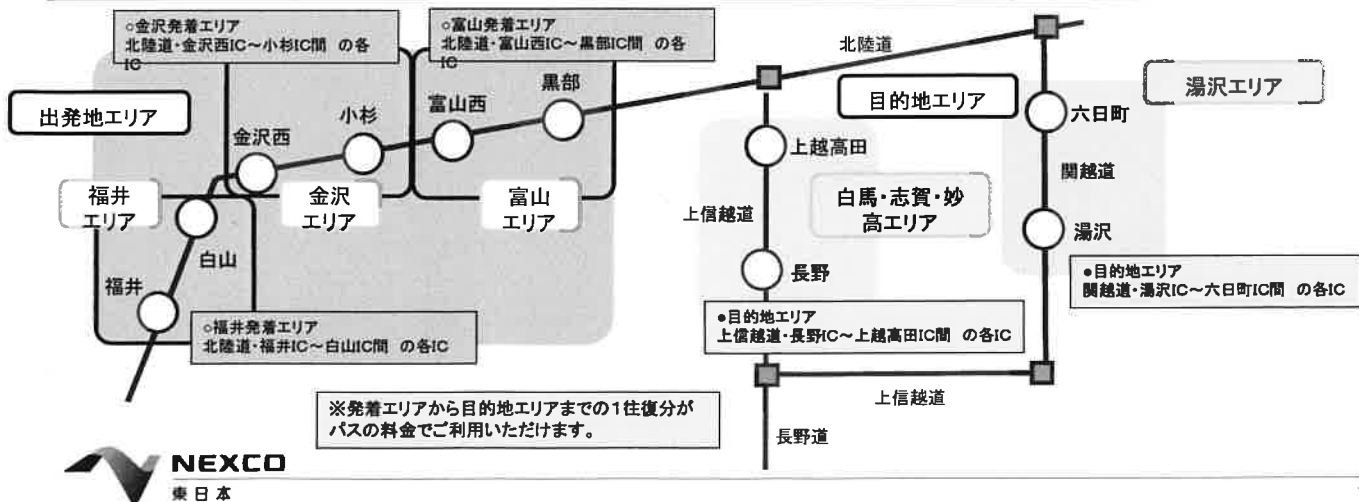 ○金沢発着エリア
北陸道・金沢西IC～小杉IC間 の各
IC
○富山発着エリア
北陸道・富山西IC～黒部IC間 の各
IC
北陸道
出発地エリア
目的地エリア
湯沢エリア
金沢西
小杉
富山西
黒部
上越高田
六日町
福井
エリア
金沢
エリア
富山
エリア
上信越道
白馬・志賀・妙
高エリア
関越道
湯沢
白山
福井
長野
○福井発着エリア
北陸道・福井IC～白山IC間 の各IC
●目的地エリア
上信越道・長野IC～上越高田IC間 の各IC
●目的地エリア
関越道・湯沢IC～六日町IC間 の各IC
※発着エリアから目的地エリアまでの1往復分が
パスの料金でご利用いただけます。
上信越道
長野道
NEXCO
東日本